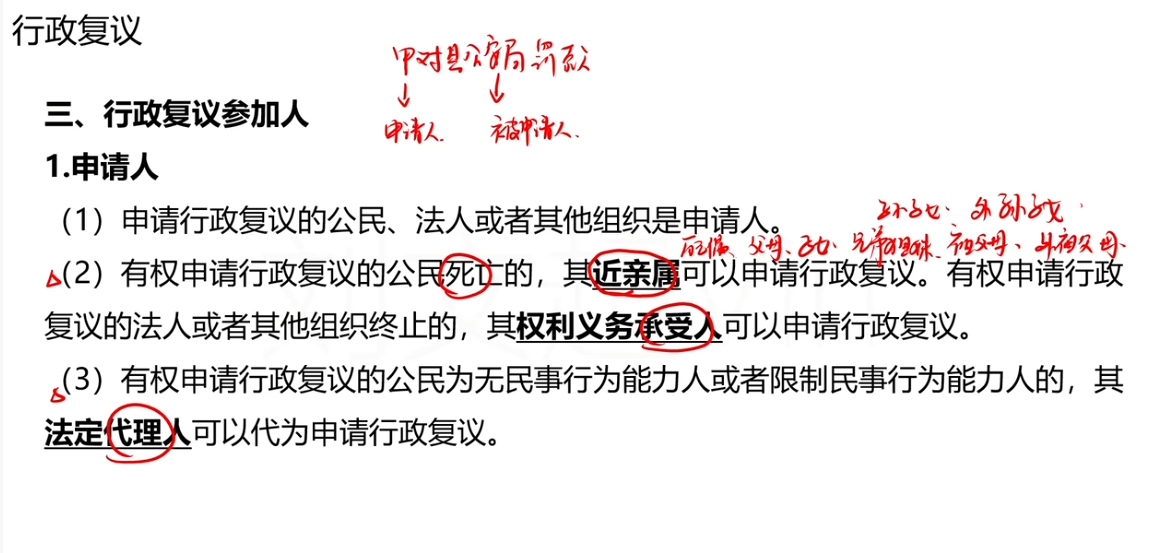 行政复议
甲对县公安局罚款
申请人.
被申请人.
三、行政复议参加人
1.申请人
（1）申请行政复议的公民、法人或者其他组织是申请人。
孙子女、外孙子女.
配偶、父母、子女、兄弟姐妹、祖父母、外祖父母、
（2）有权申请行政复议的公民死亡的，其近亲属可以申请行政复议。有权申请行政
复议的法人或者其他组织终止的，其权利义务承受人可以申请行政复议。
（3）有权申请行政复议的公民为无民事行为能力人或者限制民事行为能力人的，其
法定代理人可以代为申请行政复议。